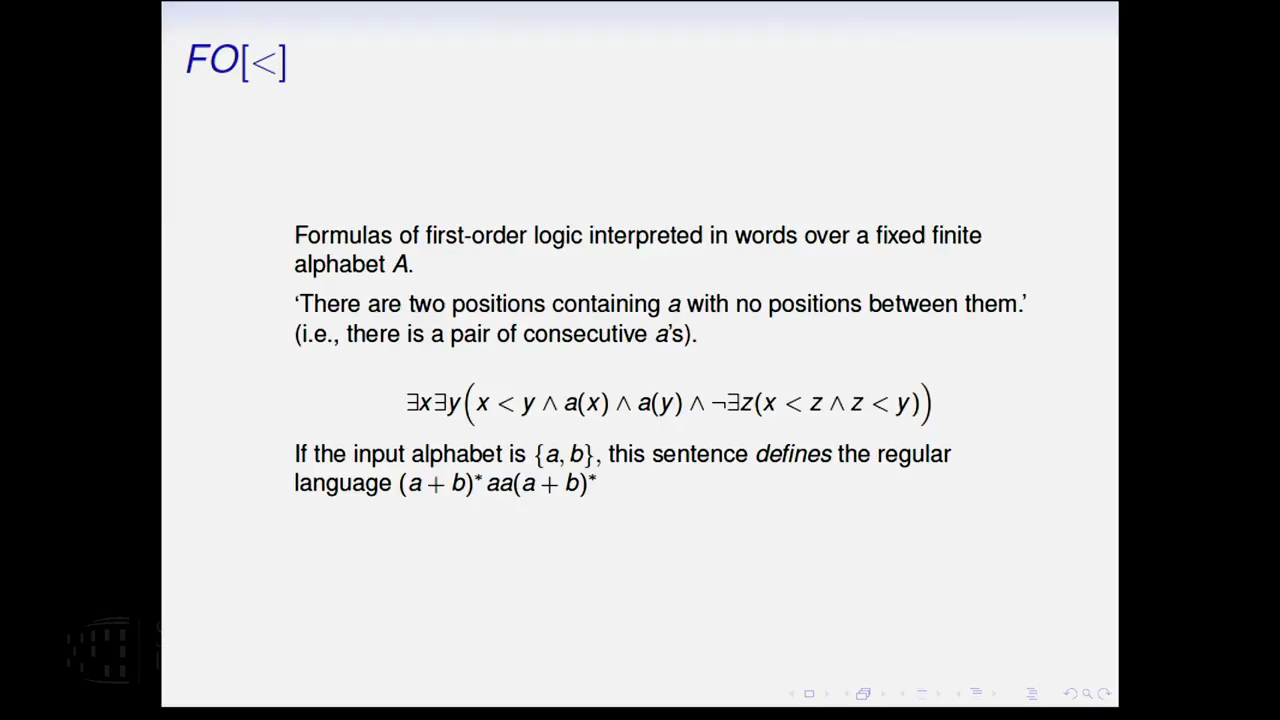 FO[<]
Formulas of first-order logic interpreted in words over a fixed finite
alphabet A.
‘There are two positions containing a with no positions between them.’
(i.e., there is a pair of consecutive a’s).
∃x∃y(x < y ∧ a(x) ∧ a(y) ∧ ¬∃z(x < z ∧ z < y))
If the input alphabet is {a, b}, this sentence defines the regular
language (a + b)*aa(a + b)*